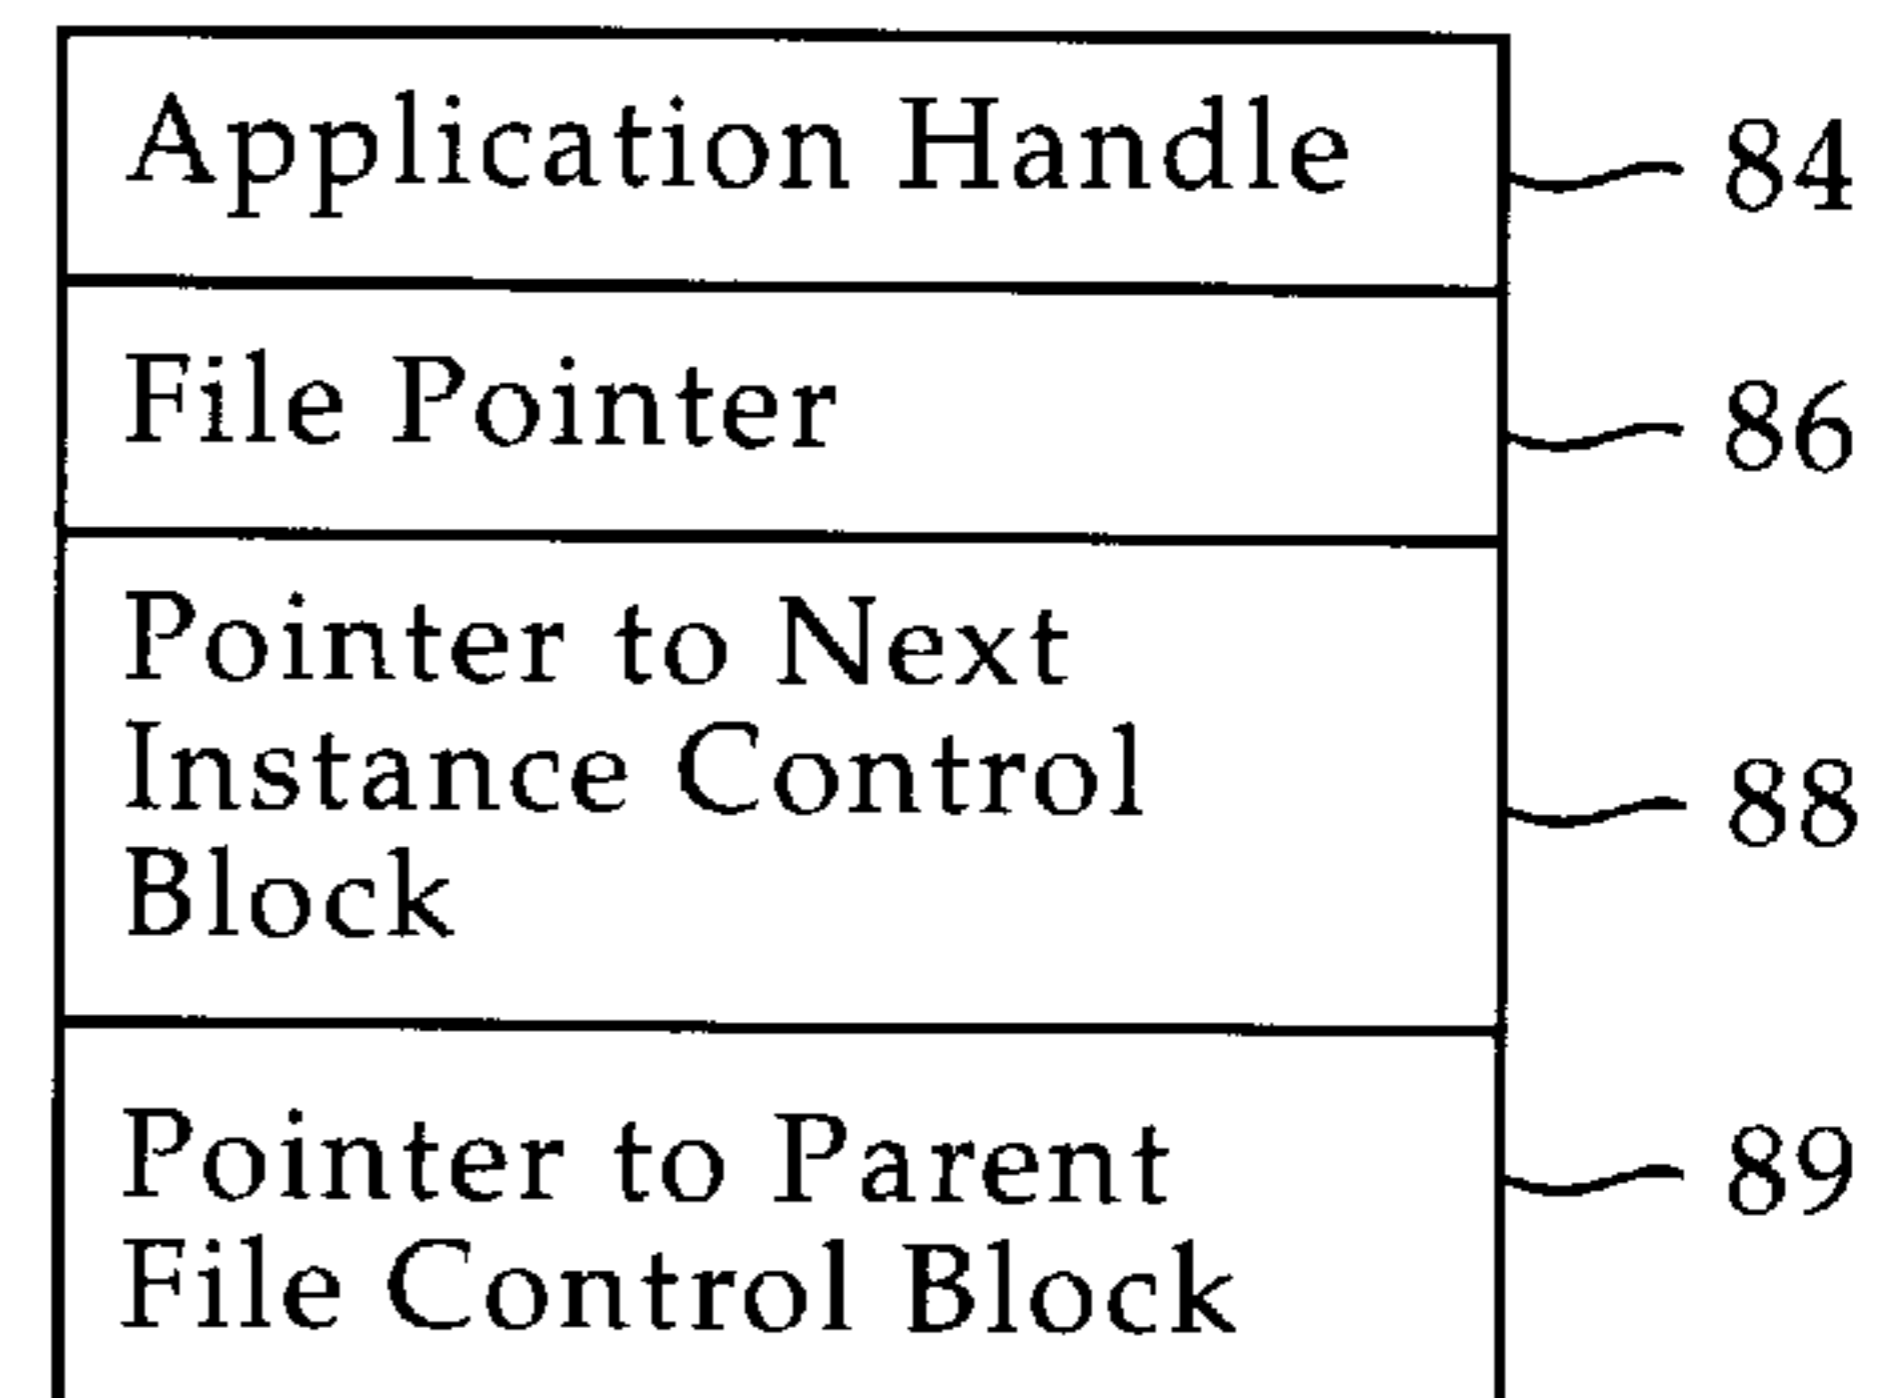 Application Handle
84
File Pointer
86
Pointer to Next
Instance Control
Block
88
Pointer to Parent
File Control Block
89